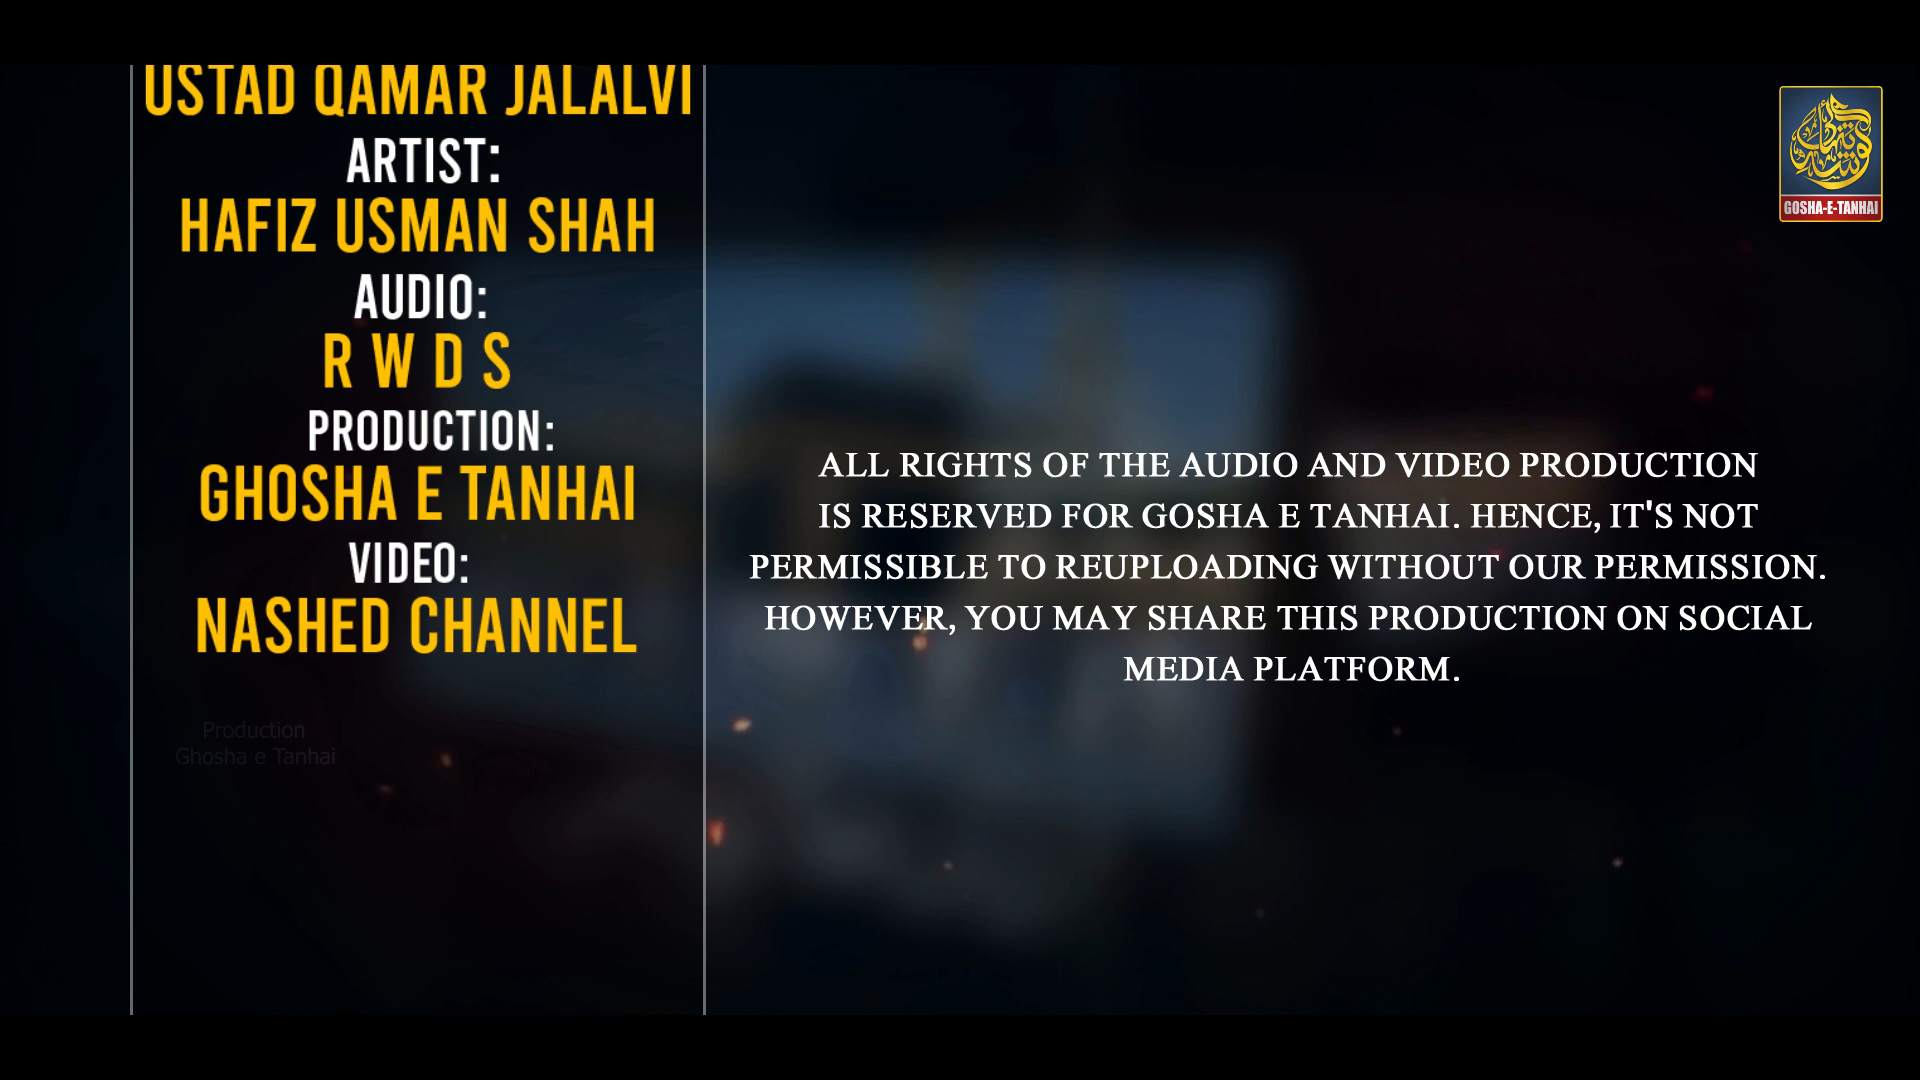 USTAD QAMAR JALALVI
ARTIST:
HAFIZ USMAN SHAH
AUDIO:
R W D S
PRODUCTION:
GHOSHA E TANHAI
VIDEO:
NASHED CHANNEL
Production
Ghosha e Tanhai
گوشہ تنہائی
GOSHA-E-TANHAI
ALL RIGHTS OF THE AUDIO AND VIDEO PRODUCTION
IS RESERVED FOR GOSHA E TANHAI. HENCE, IT'S NOT
PERMISSIBLE TO REUPLOADING WITHOUT OUR PERMISSION.
HOWEVER, YOU MAY SHARE THIS PRODUCTION ON SOCIAL
MEDIA PLATFORM.